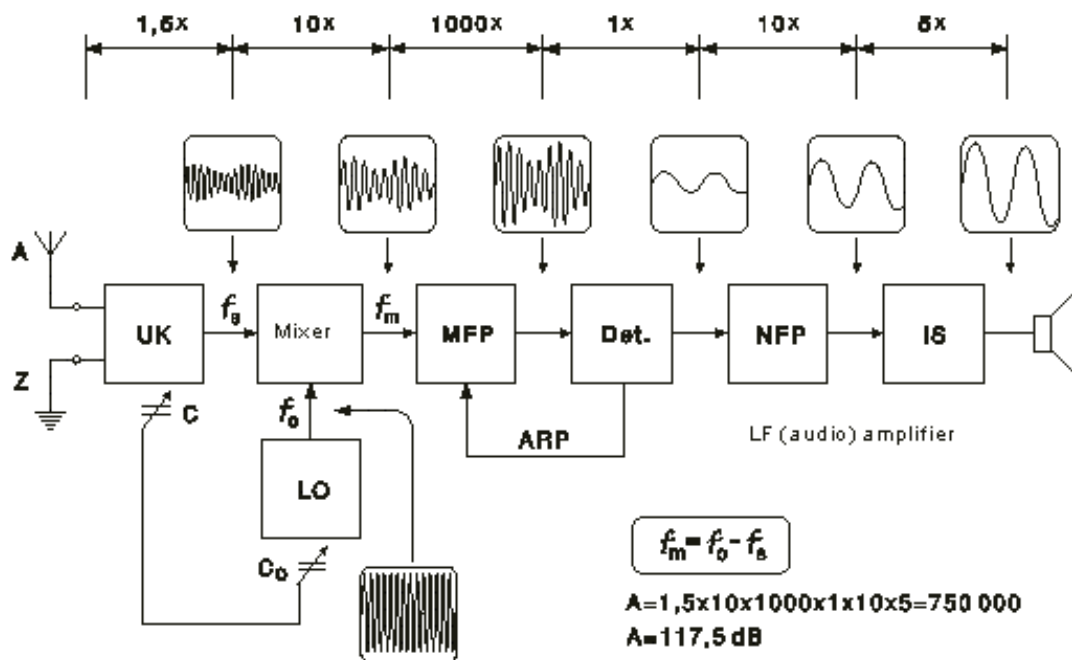 1,5x 10x 1000x 1x 10x 5x
A
Z
UK
fs
Mixer
fm
MFP
Det.
NFP
IS
C
fo
ARP
LF (audio) amplifier
LO
Co
fm=fo-fs
A=1,5x10x1000x1x10x5=750 000
A=117,5 dB